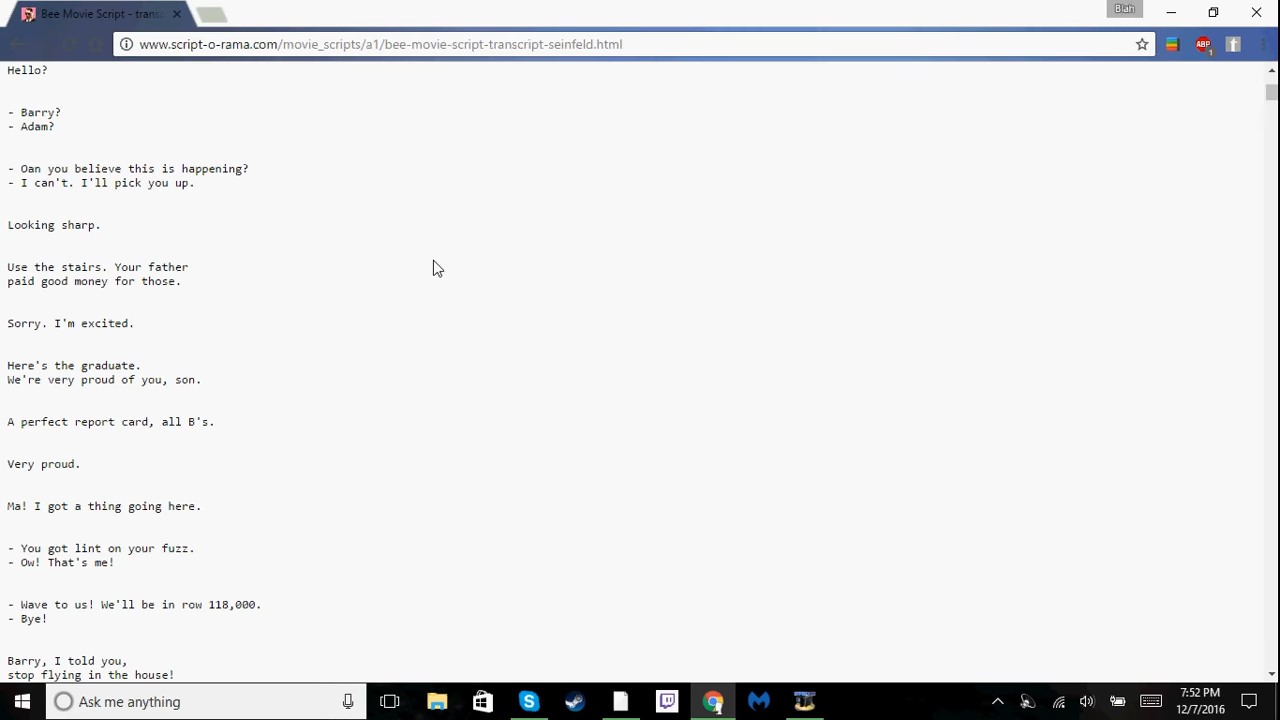 Bee Movie Script - trans
Blah
www.script-o-rama.com/movie_scripts/a1/bee-movie-script-transcript-seinfeld.html
ABP
1
Hello?
- Barry?
- Adam?
- Oan you believe this is happening?
- I can't. I'll pick you up.
Looking sharp.
Use the stairs. Your father
paid good money for those.
Sorry. I'm excited.
Here's the graduate.
We're very proud of you, son.
A perfect report card, all B's.
Very proud.
Ma! I got a thing going here.
- You got lint on your fuzz.
- Ow! That's me!
- Wave to us! We'll be in row 118,000.
- Bye!
Barry, I told you,
stop flying in the house!
Ask me anything
7:52 PM
12/7/2016